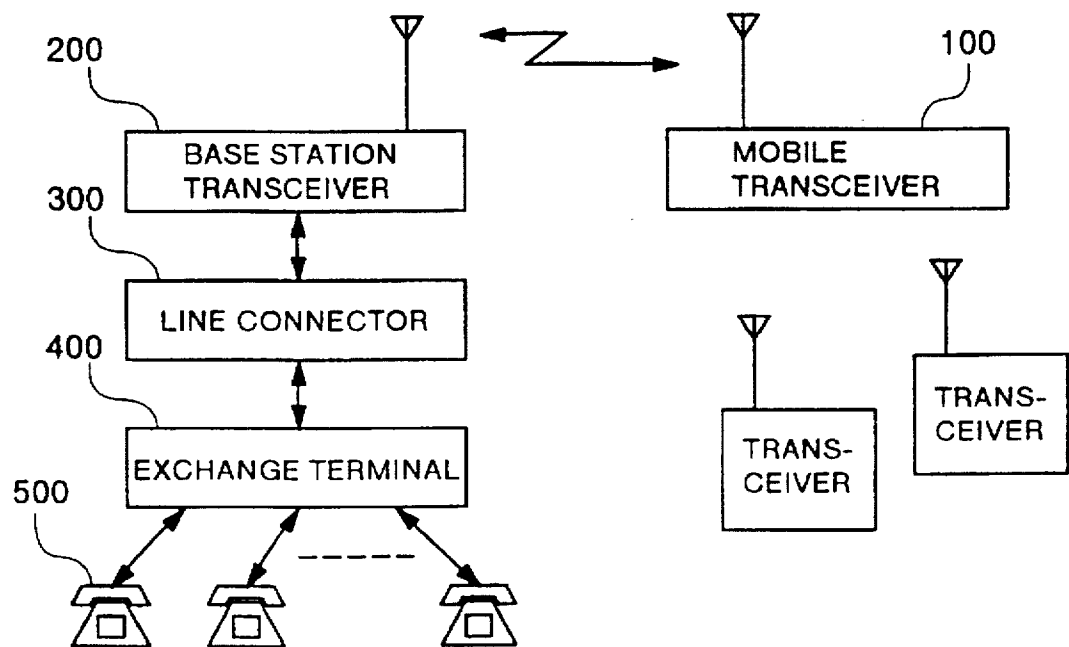 200
100
BASE STATION
TRANSCEIVER
MOBILE
TRANSCEIVER
300
LINE CONNECTOR
400
TRANS-
CEIVER
TRANS-
CEIVER
EXCHANGE TERMINAL
500